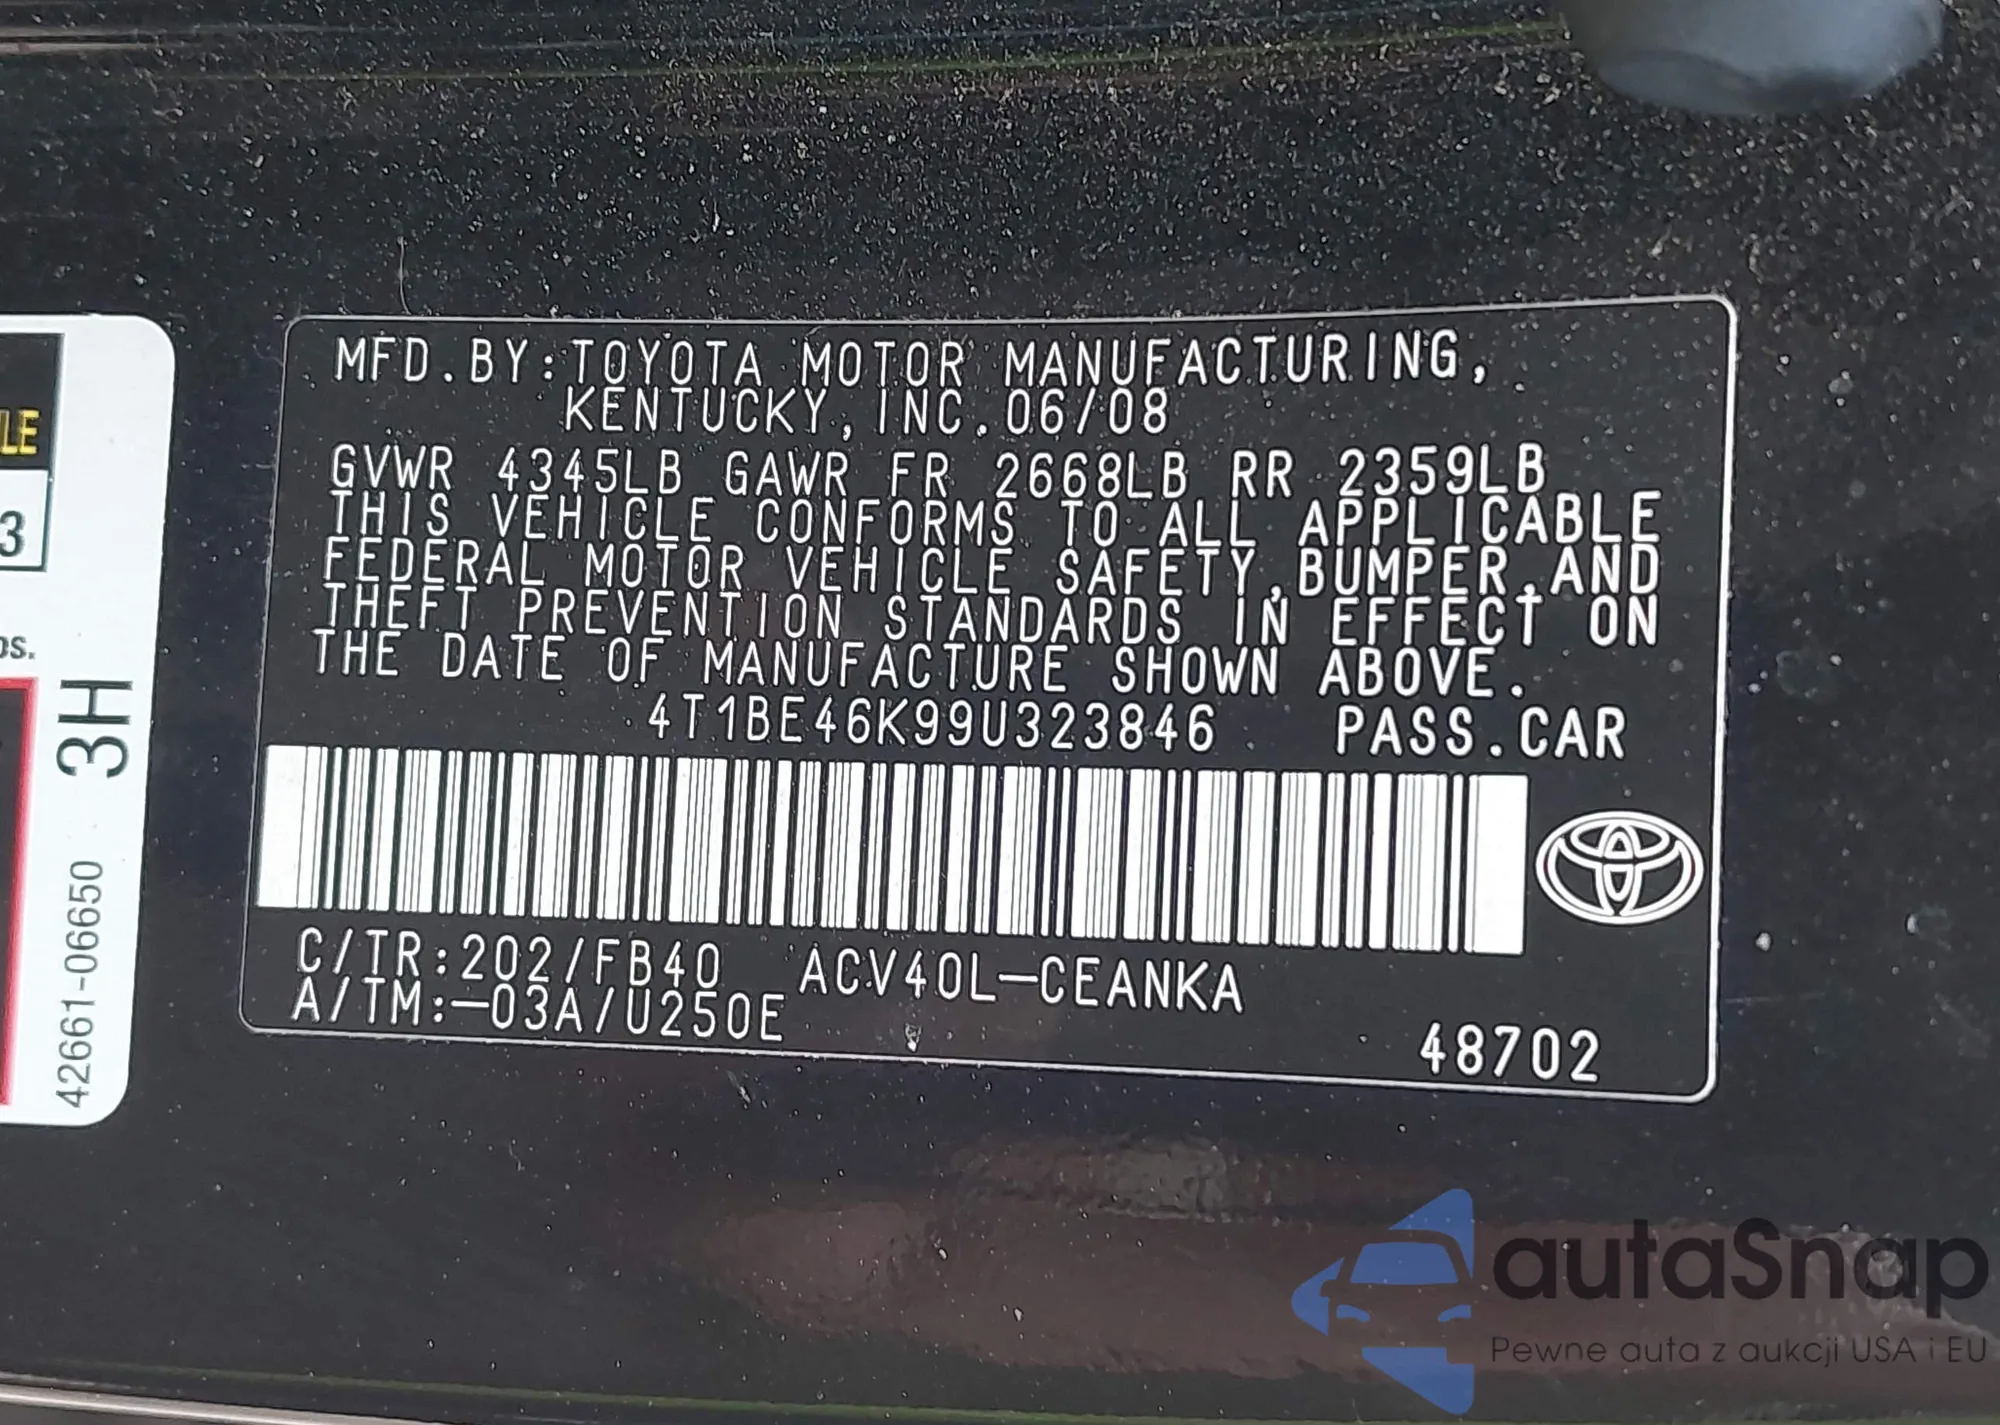 MFD.BY:TOYOTA MOTOR MANUFACTURING,
KENTUCKY, INC. 06/08
GVWR 4345LB GAWR FR 2668LB RR 2359LB
THIS VEHICLE CONFORMS TO ALL APPLICABLE
FEDERAL MOTOR VEHICLE SAFETY,BUMPER,AND
THEFT PREVENTION STANDARDS IN EFFECT ON
THE DATE OF MANUFACTURE SHOWN ABOVE.
4T1BE46K99U323846 PASS.CAR
C/TR:202/FB40 ACV40L-CEANKA
A/TM:-03A/U250E
48702
LE
3
3H
42661-06650
autaSnap
Pewne auta z aukcji USA i EU